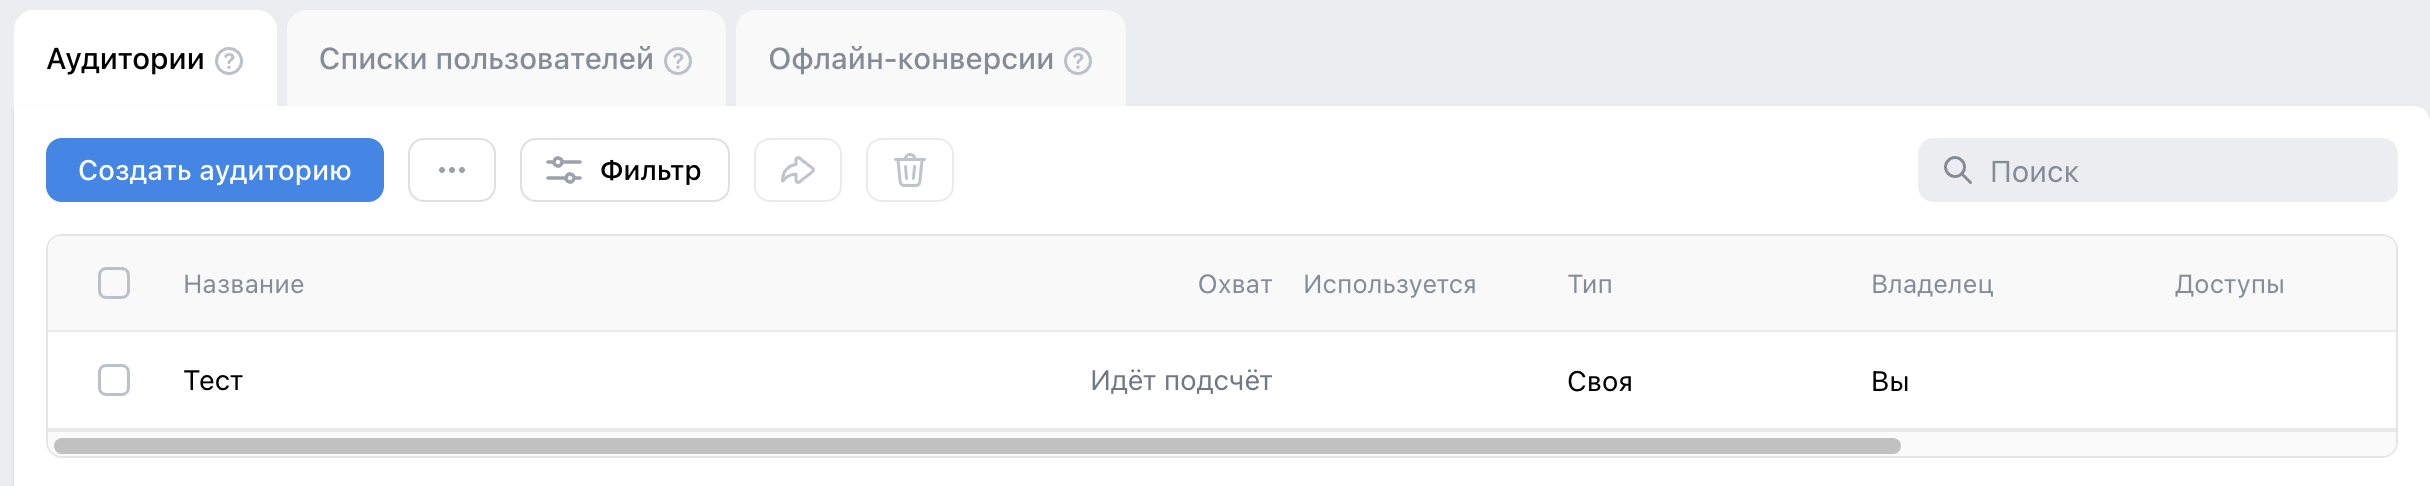 Аудитории ? Списки пользователей ? Офлайн-конверсии ?
Создать аудиторию ... Фильтр Поиск
Название Охват Используется Тип Владелец Доступы
Тест Идёт подсчёт Своя Вы